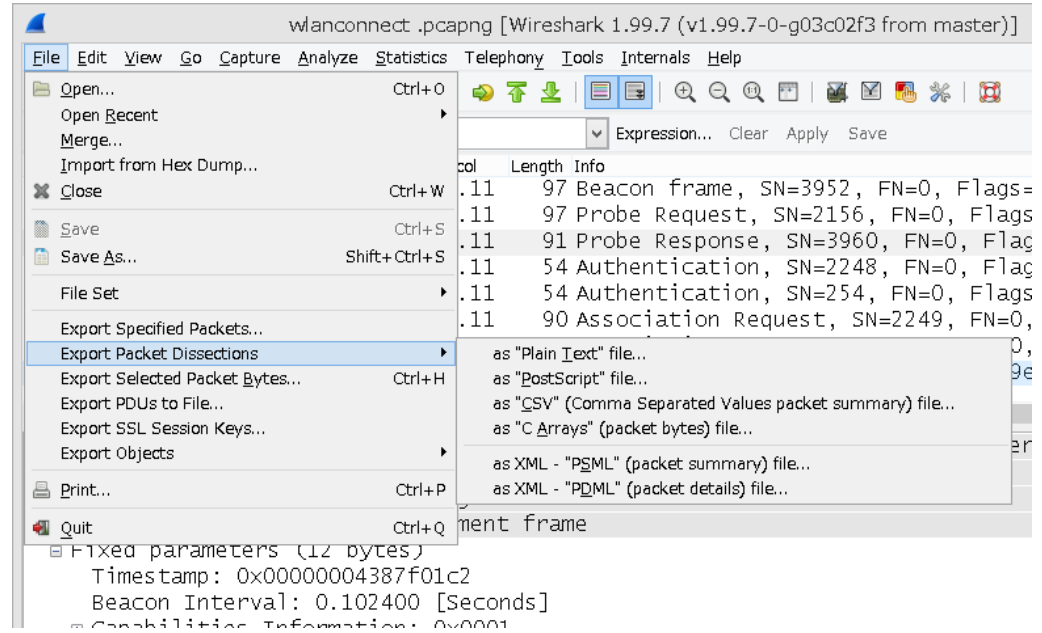 wlanconnect .pcapng [Wireshark 1.99.7 (v1.99.7-0-g03c02f3 from master)]
File Edit View Go Capture Analyze Statistics Telephony Tools Internals Help
Open... Ctrl+O
Open Recent
Merge...
Import from Hex Dump...
Close Ctrl+W
Save Ctrl+S
Save As... Shift+Ctrl+S
File Set
Export Specified Packets...
Export Packet Dissections
Export Selected Packet Bytes... Ctrl+H
Export PDUs to File...
Export SSL Session Keys...
Export Objects
Print... Ctrl+P
Quit Ctrl+Q
Expression... Clear Apply Save
col Length Info
.11 97 Beacon frame, SN=3952, FN=0, Flags=
.11 97 Probe Request, SN=2156, FN=0, Flags
.11 91 Probe Response, SN=3960, FN=0, Flag
.11 54 Authentication, SN=2248, FN=0, Flag
.11 54 Authentication, SN=254, FN=0, Flags
.11 90 Association Request, SN=2249, FN=0,
0,
9e
er
as "Plain Text" file...
as "PostScript" file...
as "CSV" (Comma Separated Values packet summary) file...
as "C Arrays" (packet bytes) file...
as XML - "PSML" (packet summary) file...
as XML - "PDML" (packet details) file...
ment frame
Fixed parameters (12 bytes)
Timestamp: 0x00000004387f01c2
Beacon Interval: 0.102400 [Seconds]
Capabilities Information: 0x0001